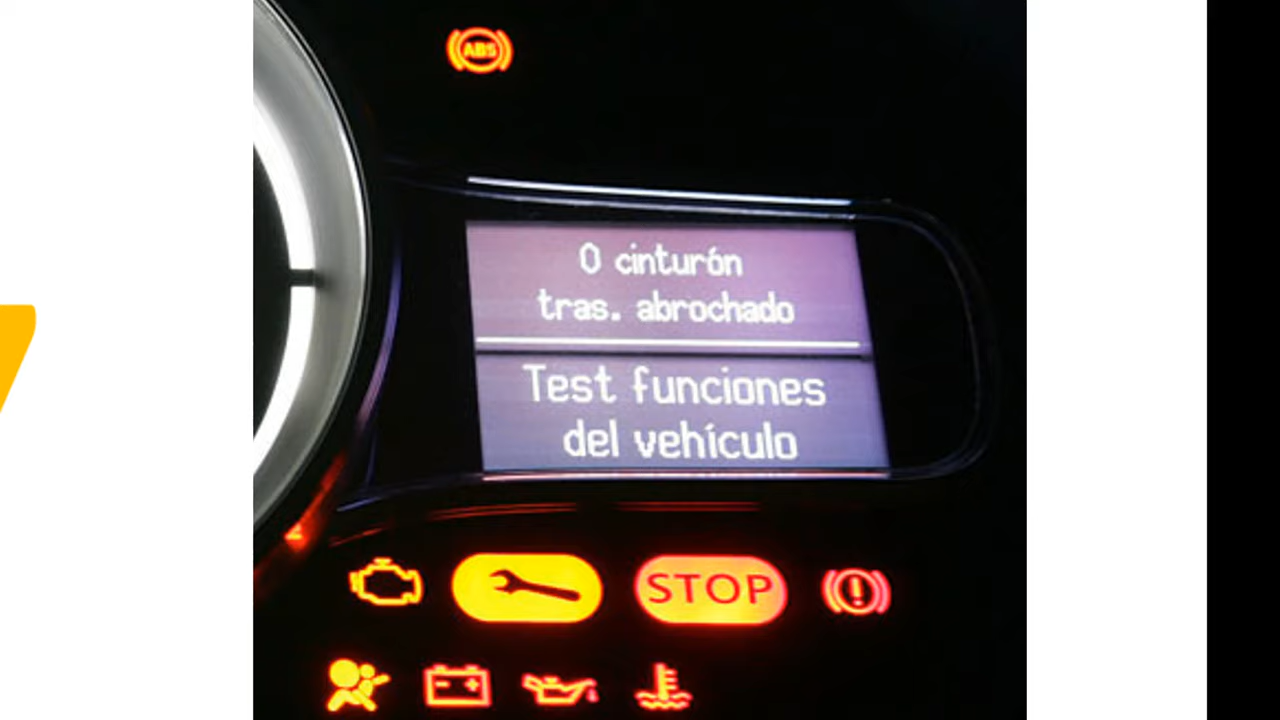 ABS
0 cinturón
tras. abrochado
Test funciones
del vehículo
STOP